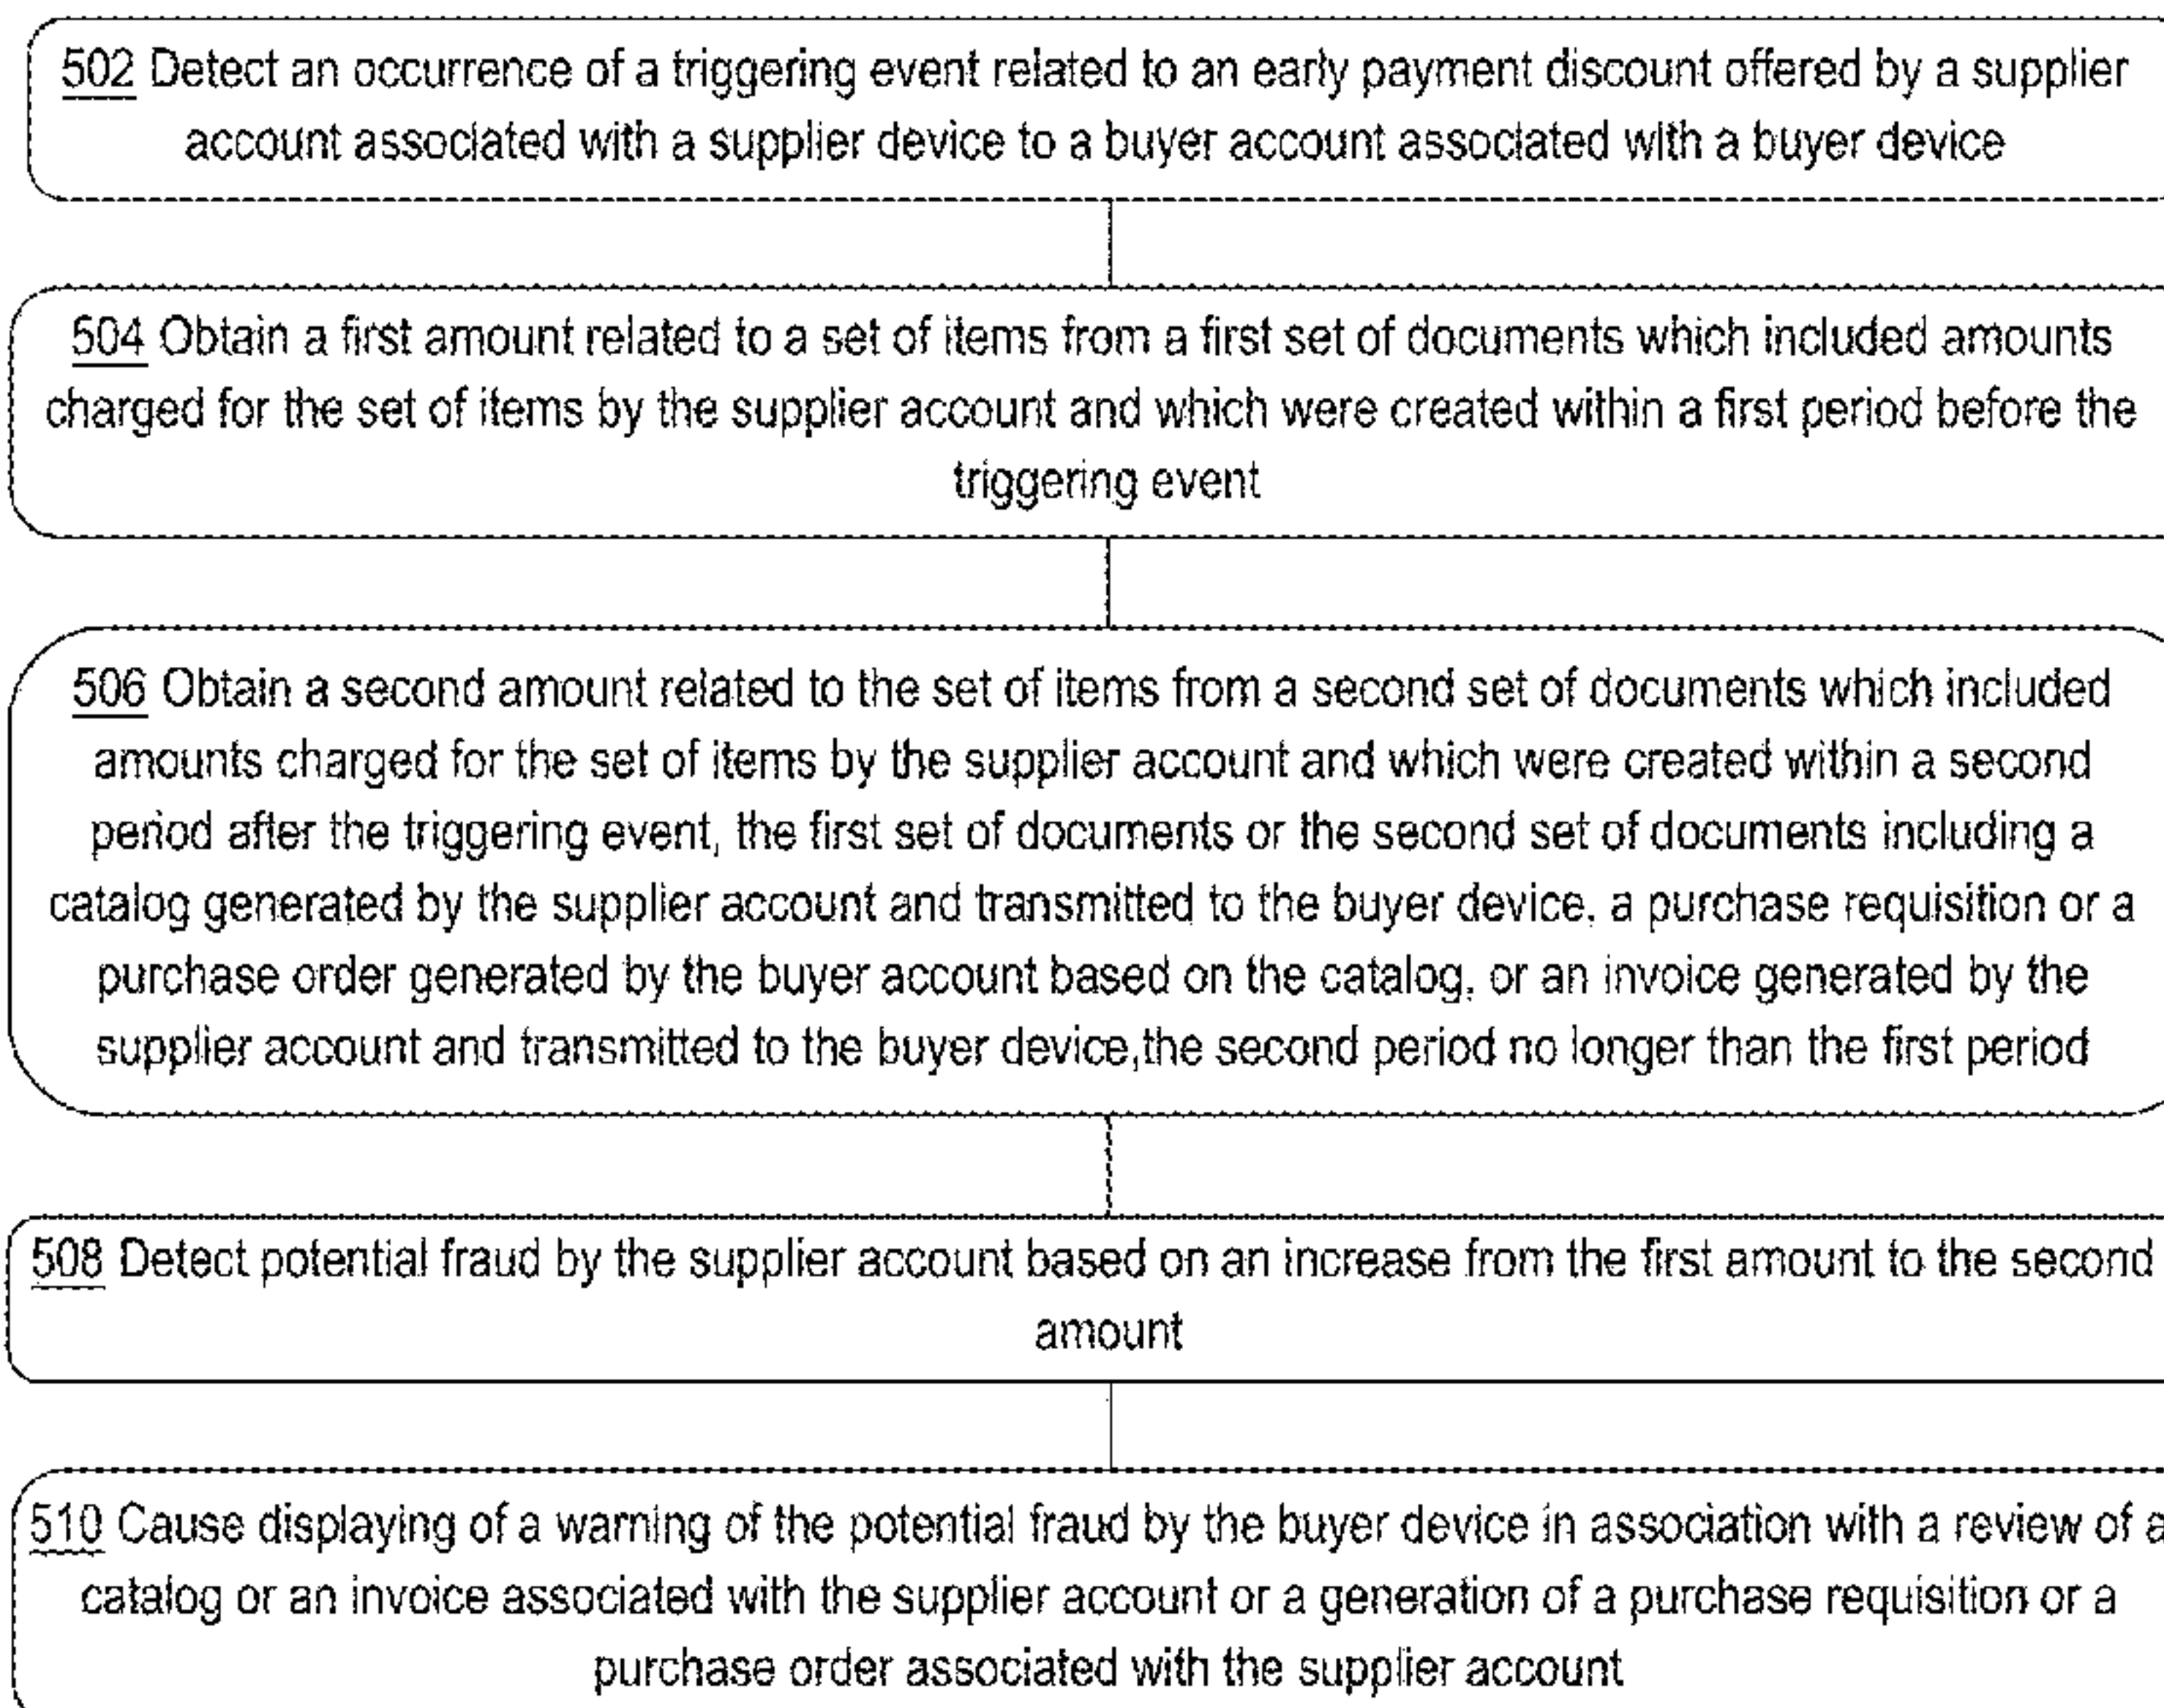 502 Detect an occurrence of a triggering event related to an early payment discount offered by a supplier
account associated with a supplier device to a buyer account associated with a buyer device
504 Obtain a first amount related to a set of items from a first set of documents which included amounts
charged for the set of items by the supplier account and which were created within a first period before the
triggering event
506 Obtain a second amount related to the set of items from a second set of documents which included
amounts charged for the set of items by the supplier account and which were created within a second
period after the triggering event, the first set of documents or the second set of documents including a
catalog generated by the supplier account and transmitted to the buyer device, a purchase requisition or a
purchase order generated by the buyer account based on the catalog, or an invoice generated by the
supplier account and transmitted to the buyer device,the second period no longer than the first period
508 Detect potential fraud by the supplier account based on an increase from the first amount to the second
amount
510 Cause displaying of a warning of the potential fraud by the buyer device in association with a review of a
catalog or an invoice associated with the supplier account or a generation of a purchase requisition or a
purchase order associated with the supplier account